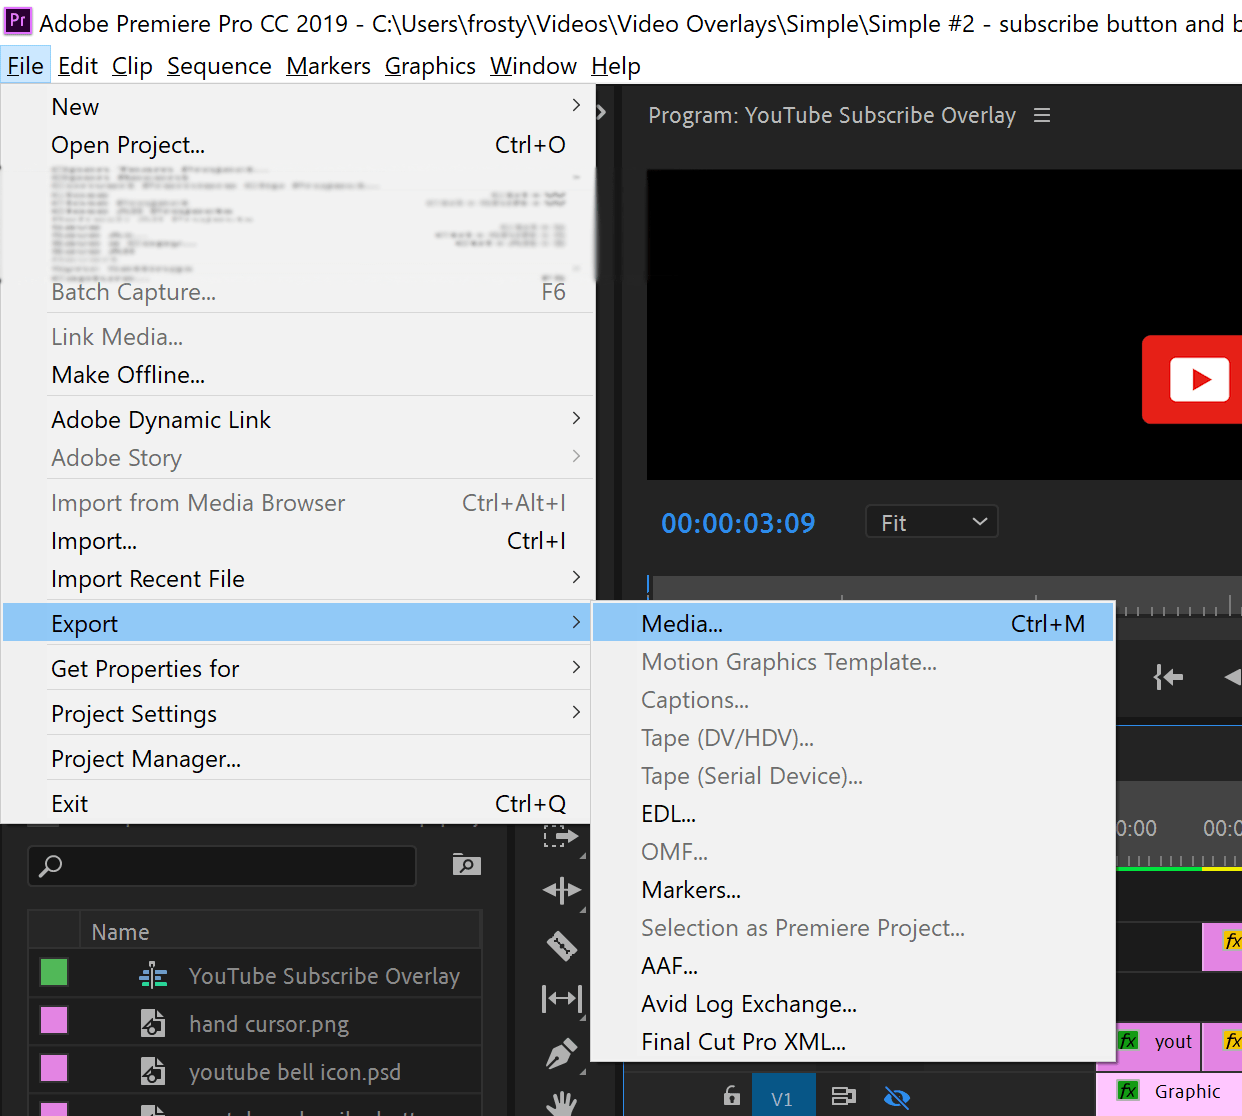 Pr Adobe Premiere Pro CC 2019 - C:\Users\frosty\Videos\Video Overlays\Simple\Simple #2 - subscribe button and b
File Edit Clip Sequence Markers Graphics Window Help
New
Open Project... Ctrl+O
Batch Capture... F6
Link Media...
Make Offline...
Adobe Dynamic Link
Adobe Story
Import from Media Browser Ctrl+Alt+I
Import... Ctrl+I
Import Recent File
Export
Get Properties for
Project Settings
Project Manager...
Exit Ctrl+Q
Program: YouTube Subscribe Overlay
00:00:03:09 Fit
Media... Ctrl+M
Motion Graphics Template...
Captions...
Tape (DV/HDV)...
Tape (Serial Device)...
EDL...
OMF...
Markers...
Selection as Premiere Project...
AAF...
Avid Log Exchange...
Final Cut Pro XML...
0:00 00:0
Name
YouTube Subscribe Overlay
hand cursor.png
youtube bell icon.psd
fx
fx yout fx
V1 fx Graphic